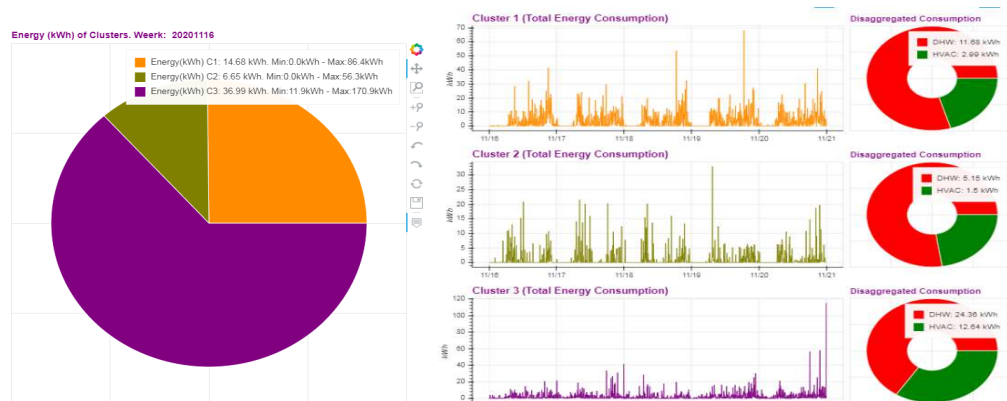 Energy (kWh) of Clusters. Weerk: 20201116
Energy(kWh) C1: 14.68 kWh. Min:0.0kWh - Max:86.4kWh
Energy(kWh) C2: 6.65 kWh. Min:0.0kWh - Max:56.3kWh
Energy(kWh) C3: 36.99 kWh. Min:11.9kWh - Max:170.9kWh
Cluster 1 (Total Energy Consumption)
70
60
50
40
30
20
10
0
kWh
11/16 11/17 11/18 11/19 11/20 11/21
Disaggregated Consumption
DHW: 11.68 kWh
HVAC: 2.99 kWh
Cluster 2 (Total Energy Consumption)
30
25
20
15
10
5
0
kWh
11/16 11/17 11/18 11/19 11/20 11/21
Disaggregated Consumption
DHW: 5.15 kWh
HVAC: 1.5 kWh
Cluster 3 (Total Energy Consumption)
120
100
80
60
40
20
0
kWh
Disaggregated Consumption
DHW: 24.36 kWh
HVAC: 12.64 kWh